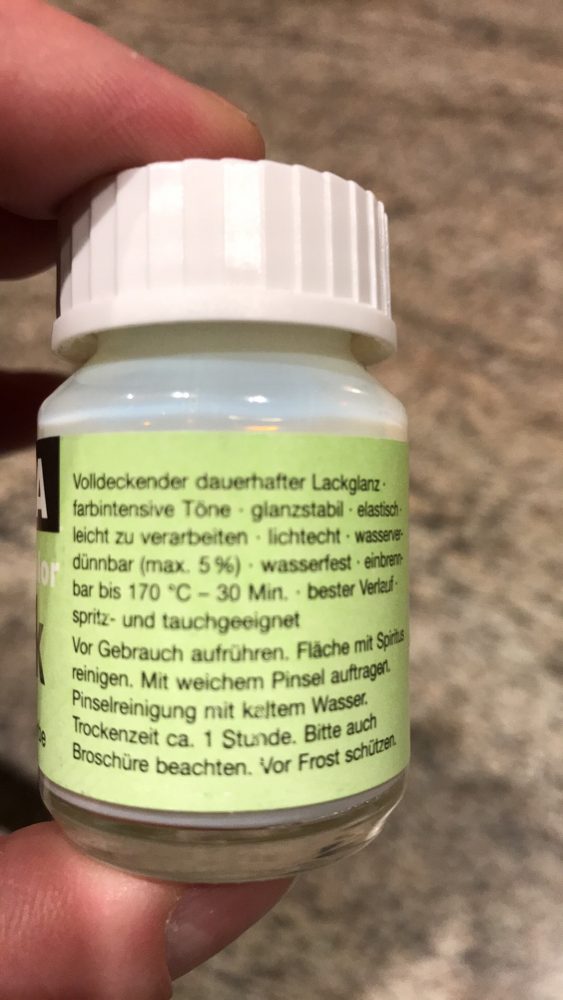 A
Volldeckender dauerhafter Lackglanz ·
farbintensive Töne · glanzstabil · elastisch ·
leicht zu verarbeiten · lichtecht · wasserver-
dünnbar (max. 5 %) · wasserfest · einbrenn-
bar bis 170 °C – 30 Min. · bester Verlauf ·
spritz- und tauchgeeignet
Vor Gebrauch aufrühren. Fläche mit Spiritus
reinigen. Mit weichem Pinsel auftragen.
Pinselreinigung mit kaltem Wasser.
Trockenzeit ca. 1 Stunde. Bitte auch
Broschüre beachten. Vor Frost schützen.
lor
K
be